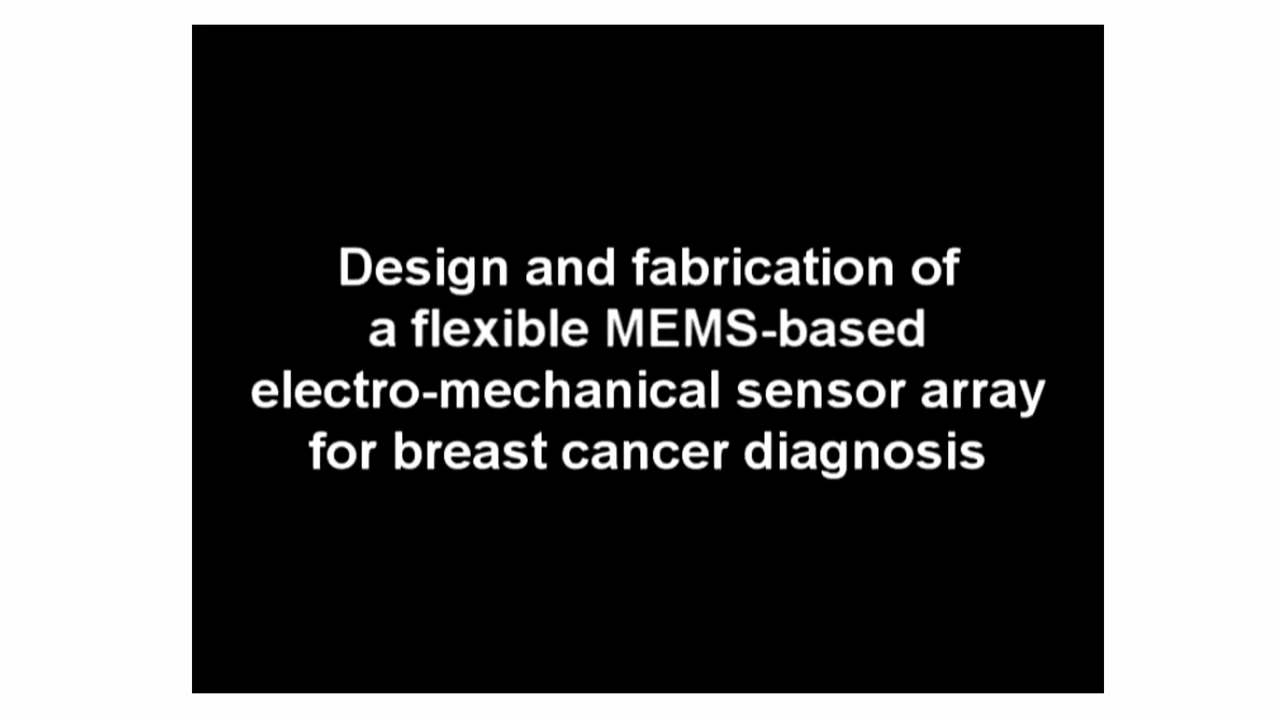 Design and fabrication of
a flexible MEMS-based
electro-mechanical sensor array
for breast cancer diagnosis